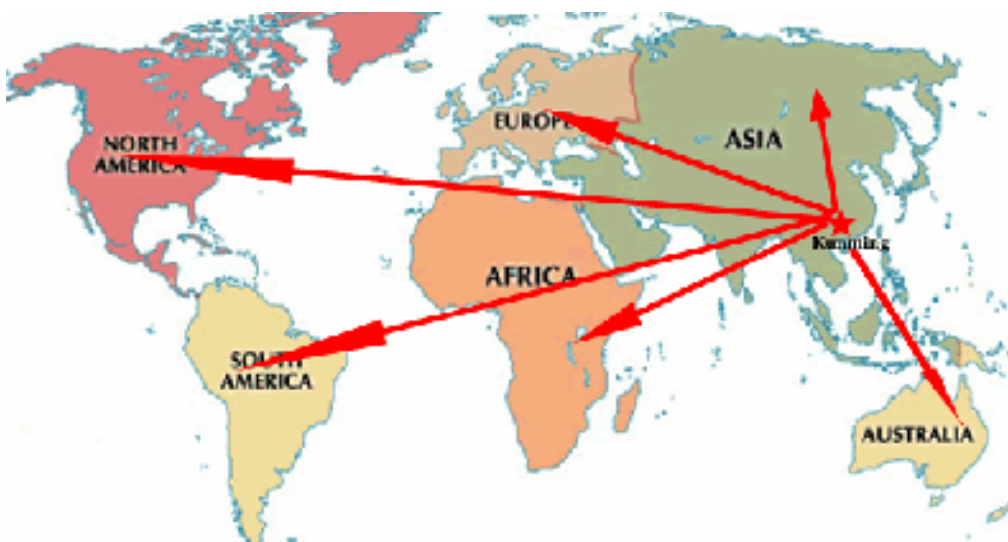 NORTH
AMERICA
EUROPE
ASIA
Kunming
AFRICA
SOUTH
AMERICA
AUSTRALIA